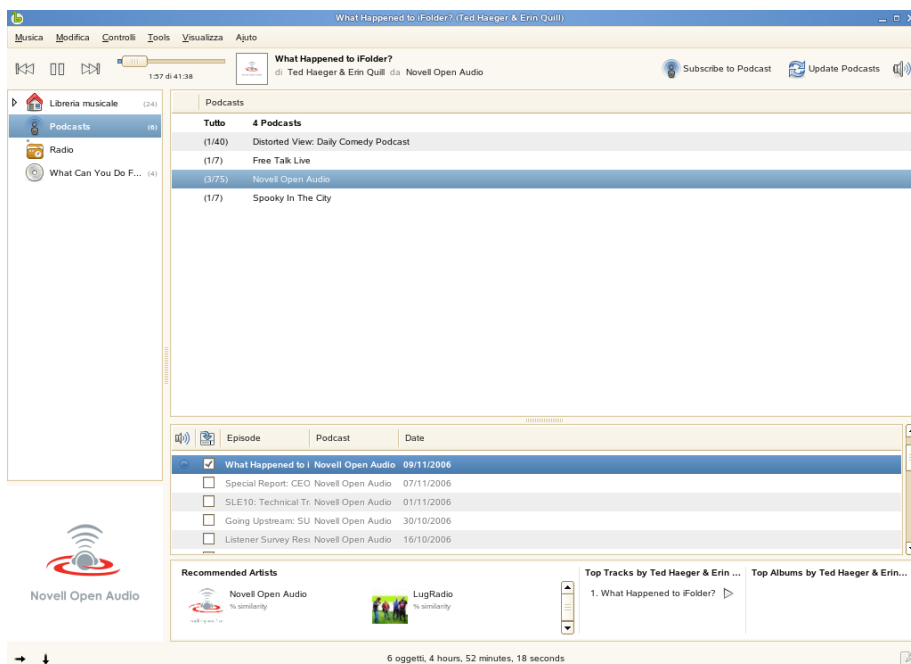 What Happened to iFolder? (Ted Haeger & Erin Quill)
Musica Modifica Controlli Tools Visualizza Ajuto
1:57 di 41:38
What Happened to iFolder?
di Ted Haeger & Erin Quill da Novell Open Audio
Subscribe to Podcast
Update Podcasts
Libreria musicale (24)
Podcasts (6)
Radio
What Can You Do F... (4)
Podcasts
Tutto 4 Podcasts
(1/40) Distorted View: Daily Comedy Podcast
(1/7) Free Talk Live
(3/75) Novell Open Audio
(1/7) Spooky In The City
Episode Podcast Date
What Happened to i Novell Open Audio 09/11/2006
Special Report: CEO Novell Open Audio 07/11/2006
SLE10: Technical Tr Novell Open Audio 01/11/2006
Going Upstream: SU Novell Open Audio 30/10/2006
Listener Survey Resu Novell Open Audio 16/10/2006
Novell Open Audio
Recommended Artists
Novell Open Audio
% similarity
LugRadio
% similarity
Top Tracks by Ted Haeger & Erin ...
1. What Happened to iFolder?
Top Albums by Ted Haeger & Erin...
6 oggetti, 4 hours, 52 minutes, 18 seconds